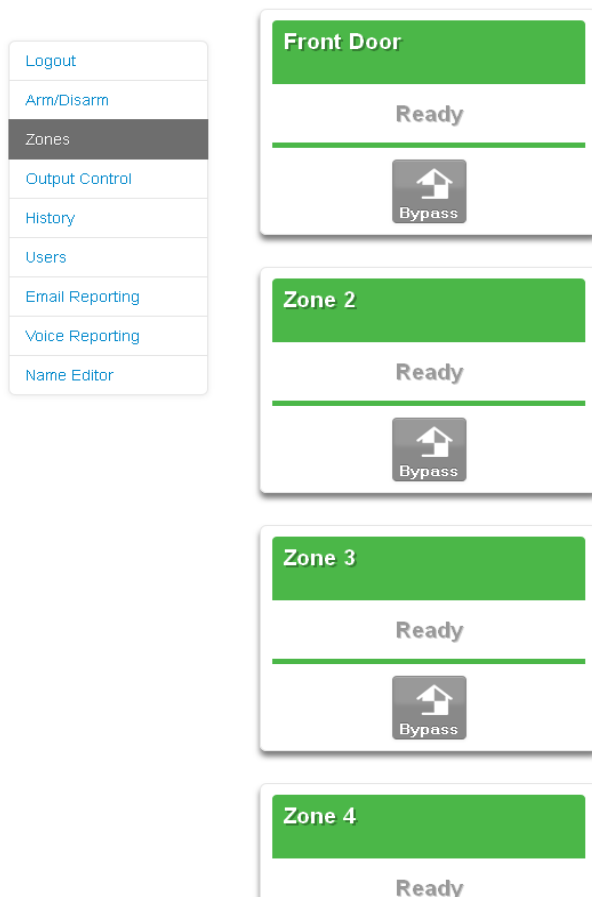 Logout
Arm/Disarm
Zones
Output Control
History
Users
Email Reporting
Voice Reporting
Name Editor
Front Door
Ready
Bypass
Zone 2
Ready
Bypass
Zone 3
Ready
Bypass
Zone 4
Ready